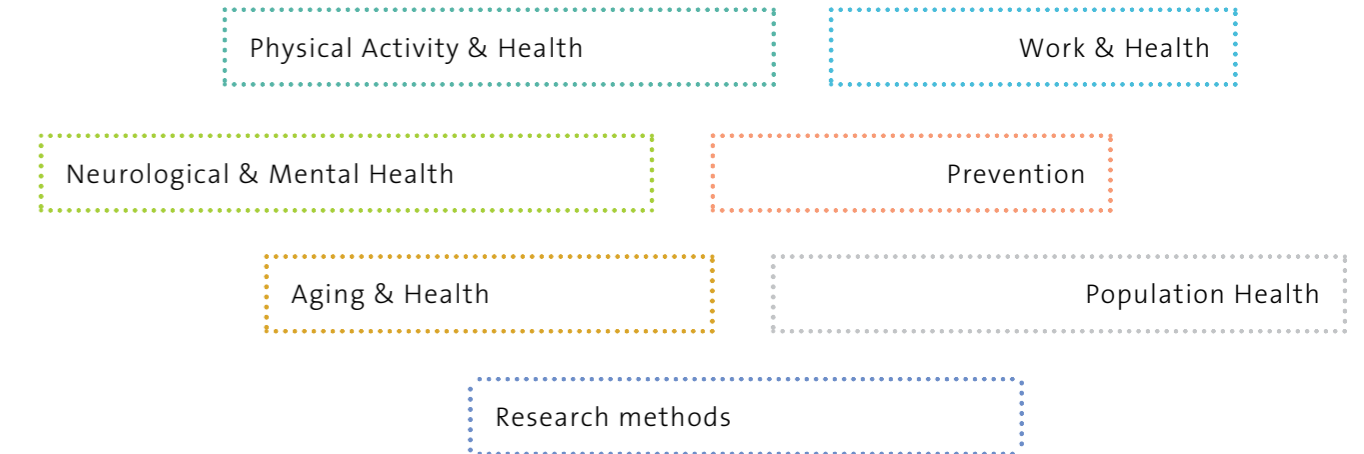 Physical Activity & Health
Work & Health
Neurological & Mental Health
Prevention
Aging & Health
Population Health
Research methods